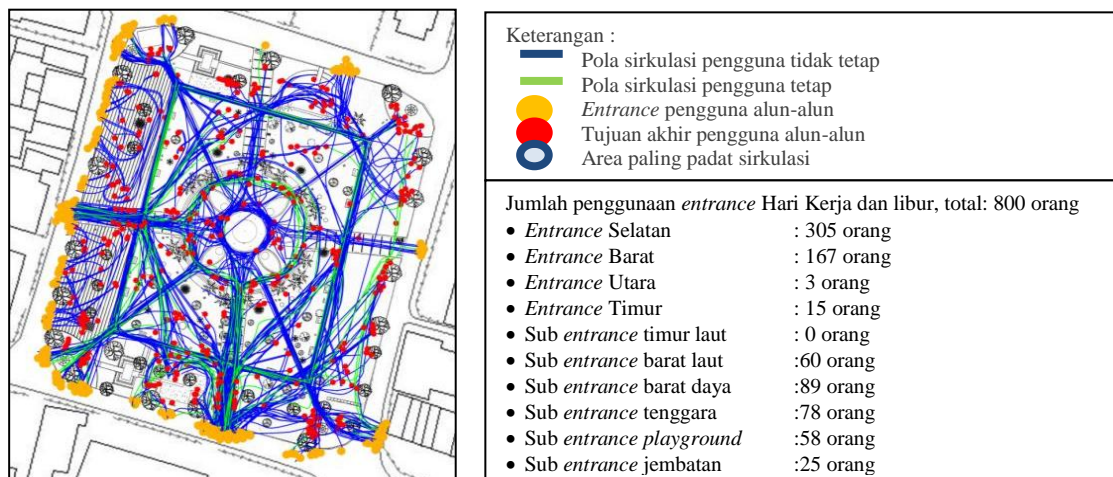 Keterangan :
Pola sirkulasi pengguna tidak tetap
Pola sirkulasi pengguna tetap
Entrance pengguna alun-alun
Tujuan akhir pengguna alun-alun
Area paling padat sirkulasi
Jumlah penggunaan entrance Hari Kerja dan libur, total: 800 orang
• Entrance Selatan : 305 orang
• Entrance Barat : 167 orang
• Entrance Utara : 3 orang
• Entrance Timur : 15 orang
• Sub entrance timur laut : 0 orang
• Sub entrance barat laut :60 orang
• Sub entrance barat daya :89 orang
• Sub entrance tenggara :78 orang
• Sub entrance playground :58 orang
• Sub entrance jembatan :25 orang